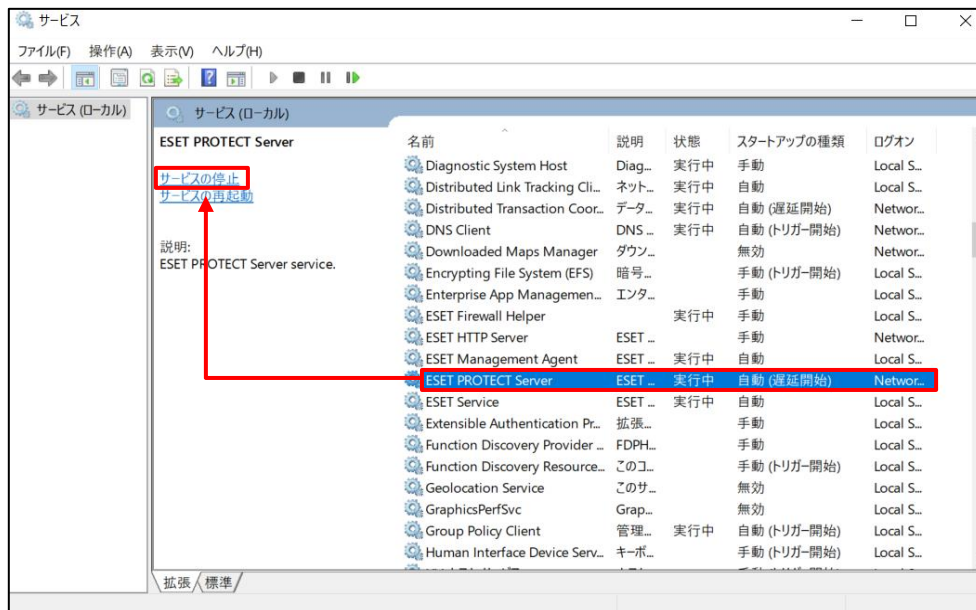 サービス
ファイル(F) 操作(A) 表示(V) ヘルプ(H)
サービス (ローカル)
サービス (ローカル)
ESET PROTECT Server
サービスの停止
サービスの再起動
説明:
ESET PROTECT Server service.
名前 説明 状態 スタートアップの種類 ログオン
Diagnostic System Host Diag... 実行中 手動 Local S...
Distributed Link Tracking Cli... ネット... 実行中 自動 Local S...
Distributed Transaction Coor... データ... 実行中 自動 (遅延開始) Networ...
DNS Client DNS ... 実行中 自動 (トリガー開始) Networ...
Downloaded Maps Manager ダウン... 無効 Networ...
Encrypting File System (EFS) 暗号... 手動 (トリガー開始) Local S...
Enterprise App Managemen... エンタ... 手動 Local S...
ESET Firewall Helper 実行中 手動 Local S...
ESET HTTP Server ESET ... 手動 Networ...
ESET Management Agent ESET ... 実行中 自動 Local S...
ESET PROTECT Server ESET ... 実行中 自動 (遅延開始) Networ...
ESET Service ESET ... 実行中 自動 Local S...
Extensible Authentication Pr... 拡張... 手動 Local S...
Function Discovery Provider ... FDPH... 手動 Local S...
Function Discovery Resource... このコ... 手動 (トリガー開始) Local S...
Geolocation Service このサ... 無効 Local S...
GraphicsPerfSvc Grap... 無効 Local S...
Group Policy Client 管理... 実行中 自動 (トリガー開始) Local S...
Human Interface Device Serv... キーボ... 手動 (トリガー開始) Local S...
拡張 標準